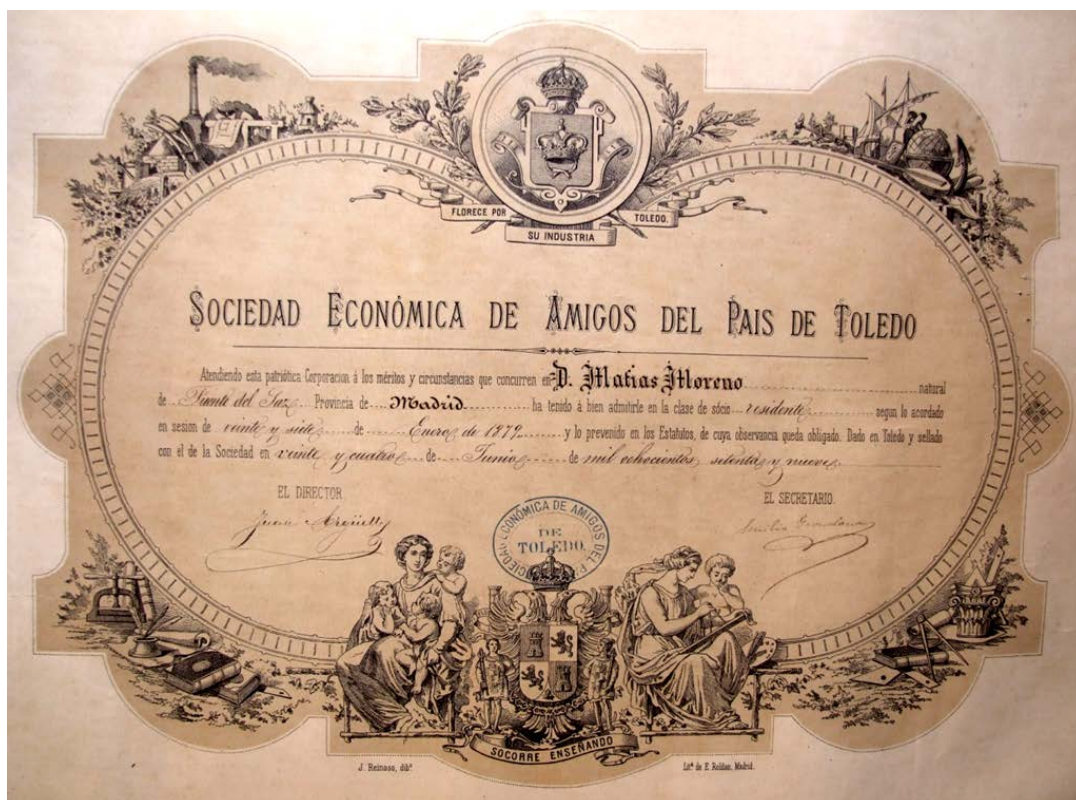 FLORECE POR
SU INDUSTRIA
TOLEDO.
SOCIEDAD ECONÓMICA DE AMIGOS DEL PAIS DE TOLEDO
Atendiendo esta patriótica Corporacion á los méritos y circunstancias que concurren en D. Matias Moreno natural
de Fuente del Saz Provincia de Madrid ha tenido á bien admitirle en la clase de sócio residente segun lo acordado
en sesion de veinte y siete de Enero de 1879 y lo prevenido en los Estatutos, de cuya observancia queda obligado. Dado en Toledo y sellado
con el de la Sociedad en veinte y cuatro de Junio de mil ochocientos setenta y nueve
EL DIRECTOR
EL SECRETARIO
Juan
SOCIEDAD ECONÓMICA DE AMIGOS DEL
DE
TOLEDO.
SOCORRE ENSEÑANDO
J. Reinoso, dibº
Litª de E. Roldan. Madrid.